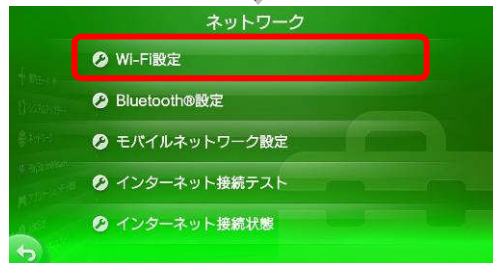 ネットワーク
Wi-Fi設定
Bluetooth®設定
モバイルネットワーク設定
インターネット接続テスト
インターネット接続状態